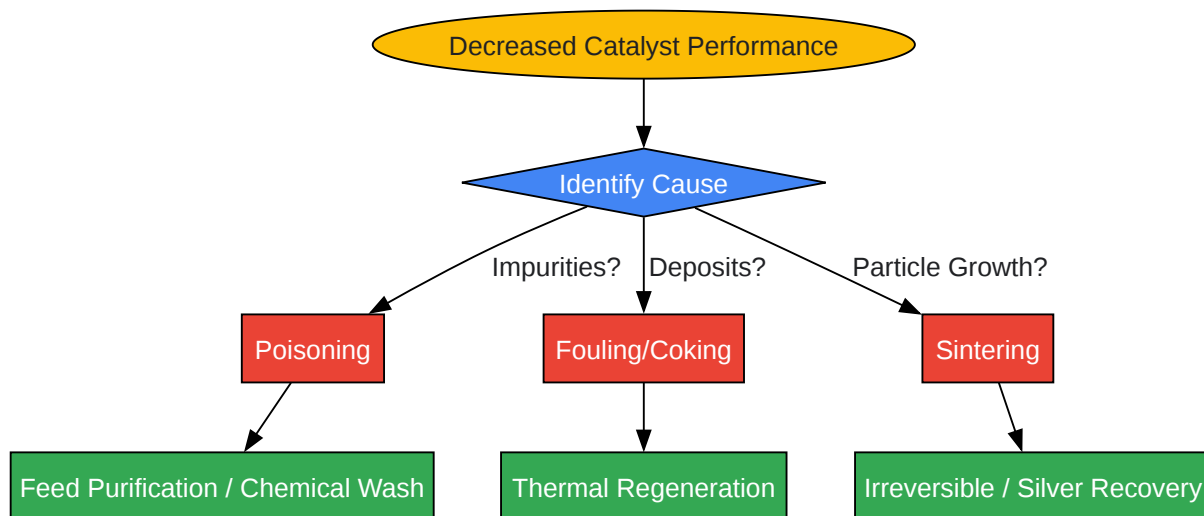 Decreased Catalyst Performance
Identify Cause
Impurities?
Deposits?
Particle Growth?
Poisoning
Fouling/Coking
Sintering
Feed Purification / Chemical Wash
Thermal Regeneration
Irreversible / Silver Recovery